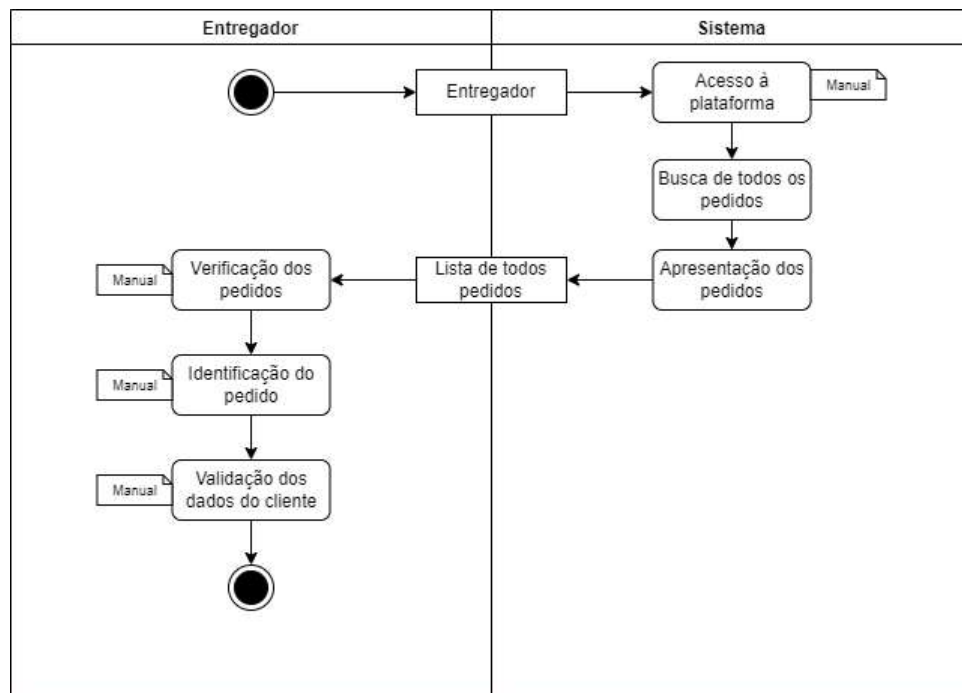 Entregador
Sistema
Entregador
Acesso à
plataforma
Manual
Busca de todos os
pedidos
Manual
Verificação dos
pedidos
Lista de todos
pedidos
Apresentação dos
pedidos
Manual
Identificação do
pedido
Manual
Validação dos
dados do cliente